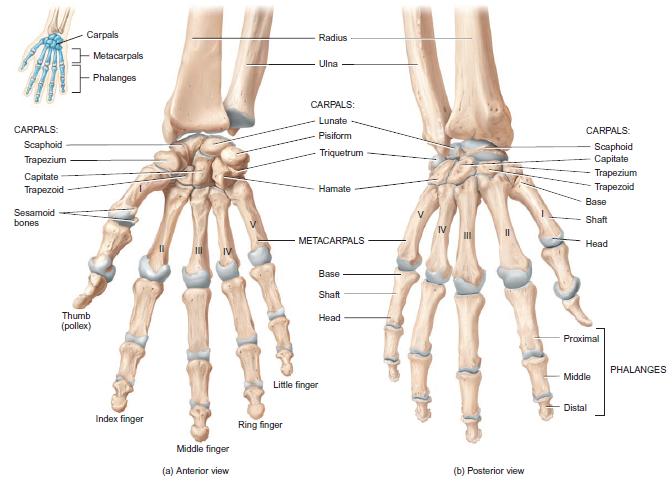 Carpals
Metacarpals
Phalanges
Radius
Ulna
CARPALS:
Lunate
Pisiform
Triquetrum
Hamate
CARPALS:
Scaphoid
Trapezium
Capitate
Trapezoid
Sesamoid
bones
I
II
III
IV
V
METACARPALS
Base
Shaft
Head
Thumb
(pollex)
Index finger
Middle finger
Ring finger
Little finger
(a) Anterior view
CARPALS:
Scaphoid
Capitate
Trapezium
Trapezoid
Base
Shaft
Head
V
IV
III
II
I
Proximal
Middle
Distal
PHALANGES
(b) Posterior view